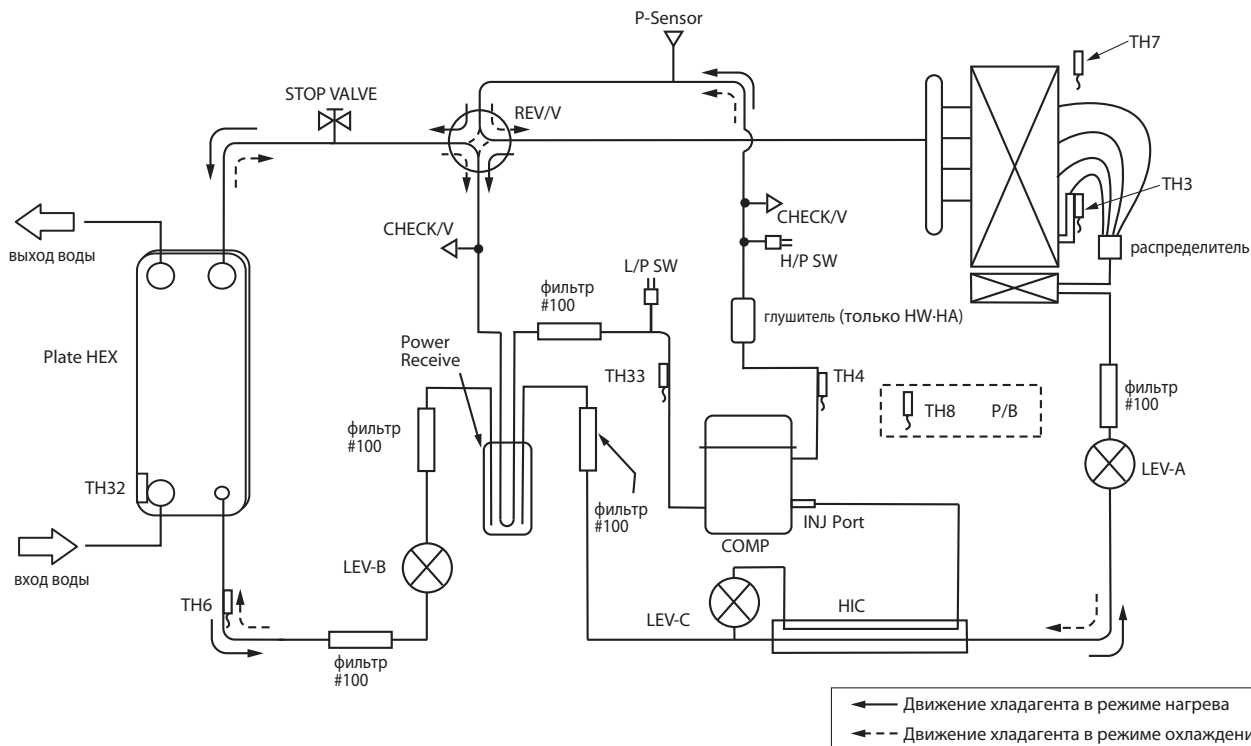 P-Sensor
TH7
STOP VALVE
REV/V
TH3
CHECK/V
выход воды
CHECK/V
L/P SW
H/P SW
распределитель
фильтр
#100
глушитель (только HW·HA)
Plate HEX
Power
Receive
TH33
TH4
фильтр
#100
TH8
P/B
фильтр
#100
LEV-A
TH32
фильтр
#100
INJ Port
COMP
вход воды
LEV-B
TH6
LEV-C
HIC
фильтр
#100
Движение хладагента в режиме нагрева
Движение хладагента в режиме охлаждени